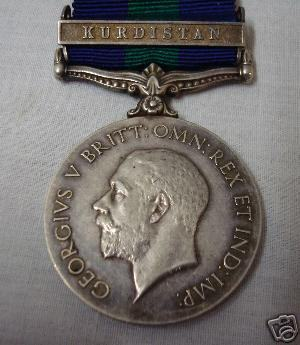 KURDISTAN
GEORGIVS V BRITT: OMN: REX ET IND: IMP: